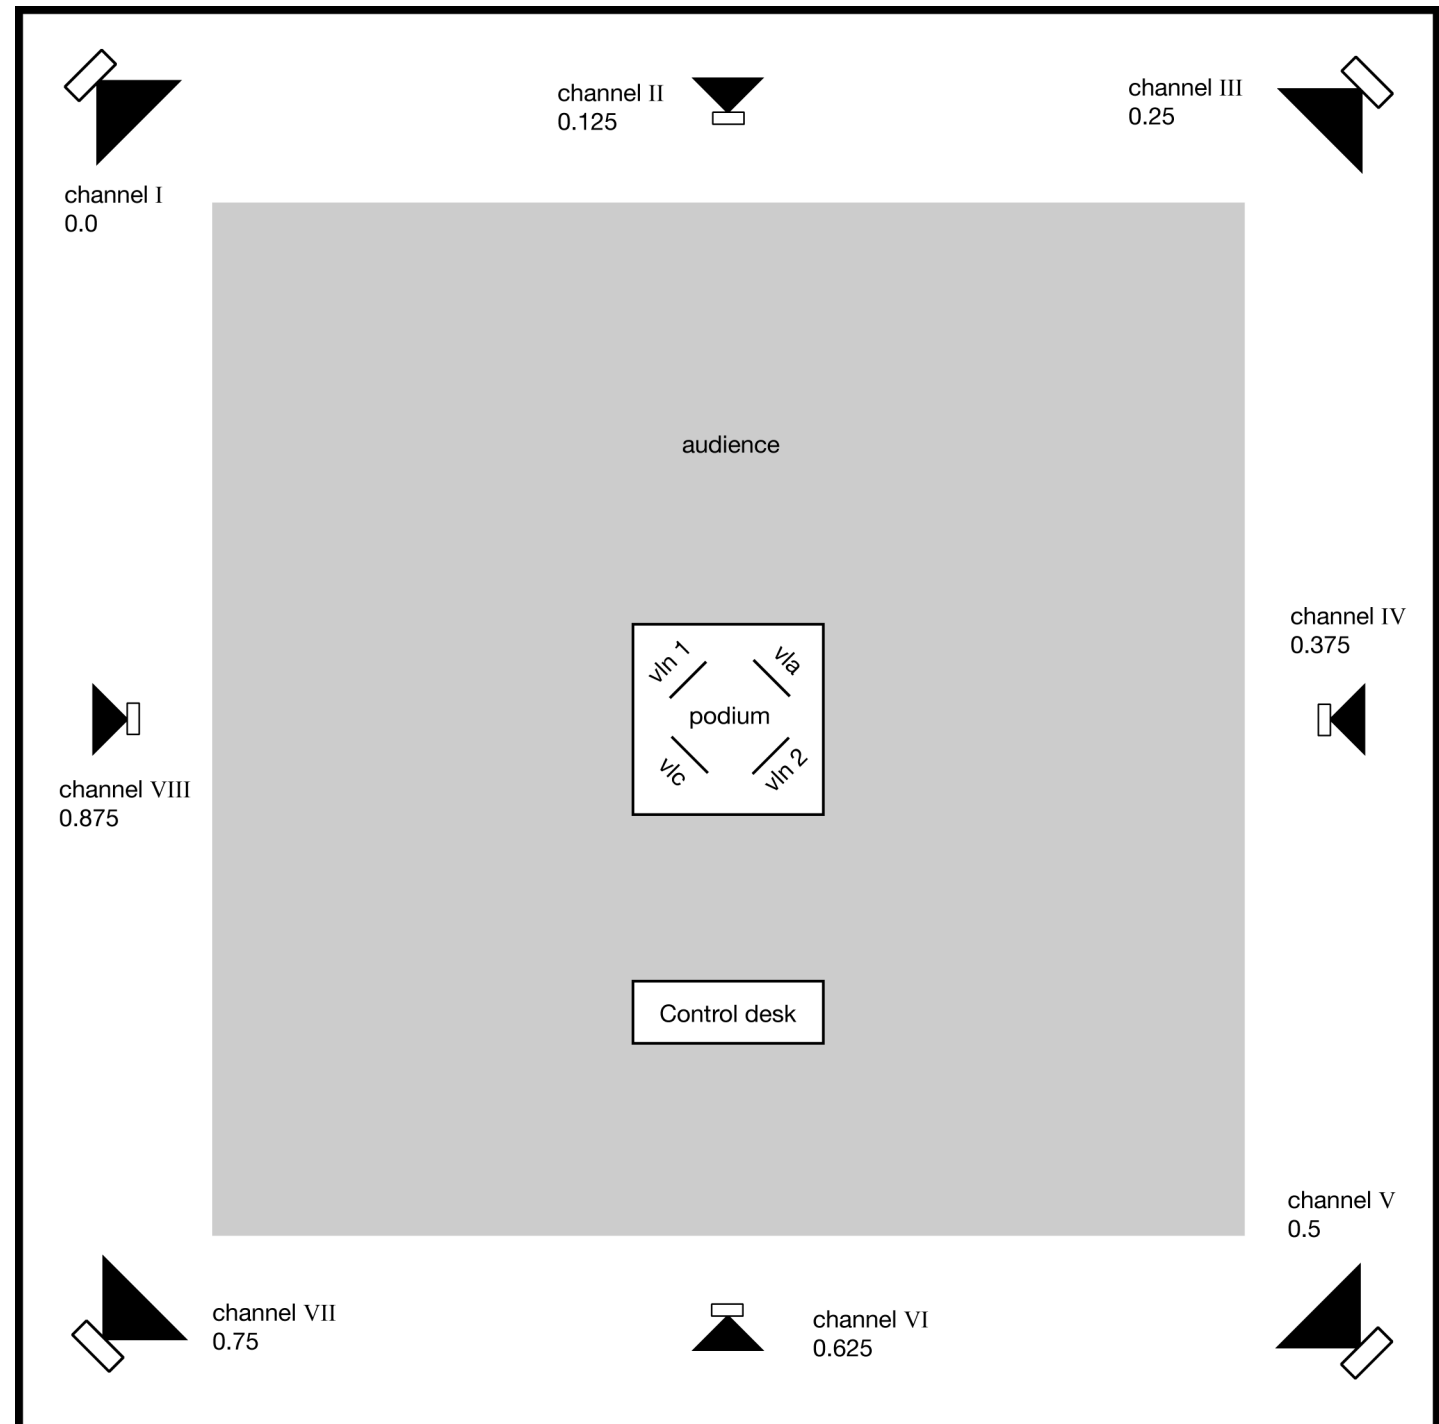 channel II
0.125
channel III
0.25
channel I
0.0
audience
channel IV
0.375
vln 1
vla
podium
vlc
vln 2
channel VIII
0.875
Control desk
channel V
0.5
channel VII
0.75
channel VI
0.625